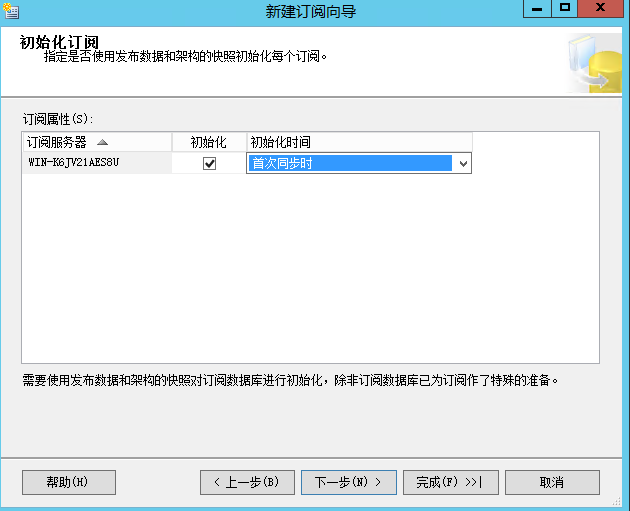 新建订阅向导
初始化订阅
指定是否使用发布数据和架构的快照初始化每个订阅。
订阅属性(S):
订阅服务器 初始化 初始化时间
WIN-K6JV21AES8U 首次同步时
需要使用发布数据和架构的快照对订阅数据库进行初始化，除非订阅数据库已为订阅作了特殊的准备。
帮助(H) < 上一步(B) 下一步(N) > 完成(F) >>| 取消